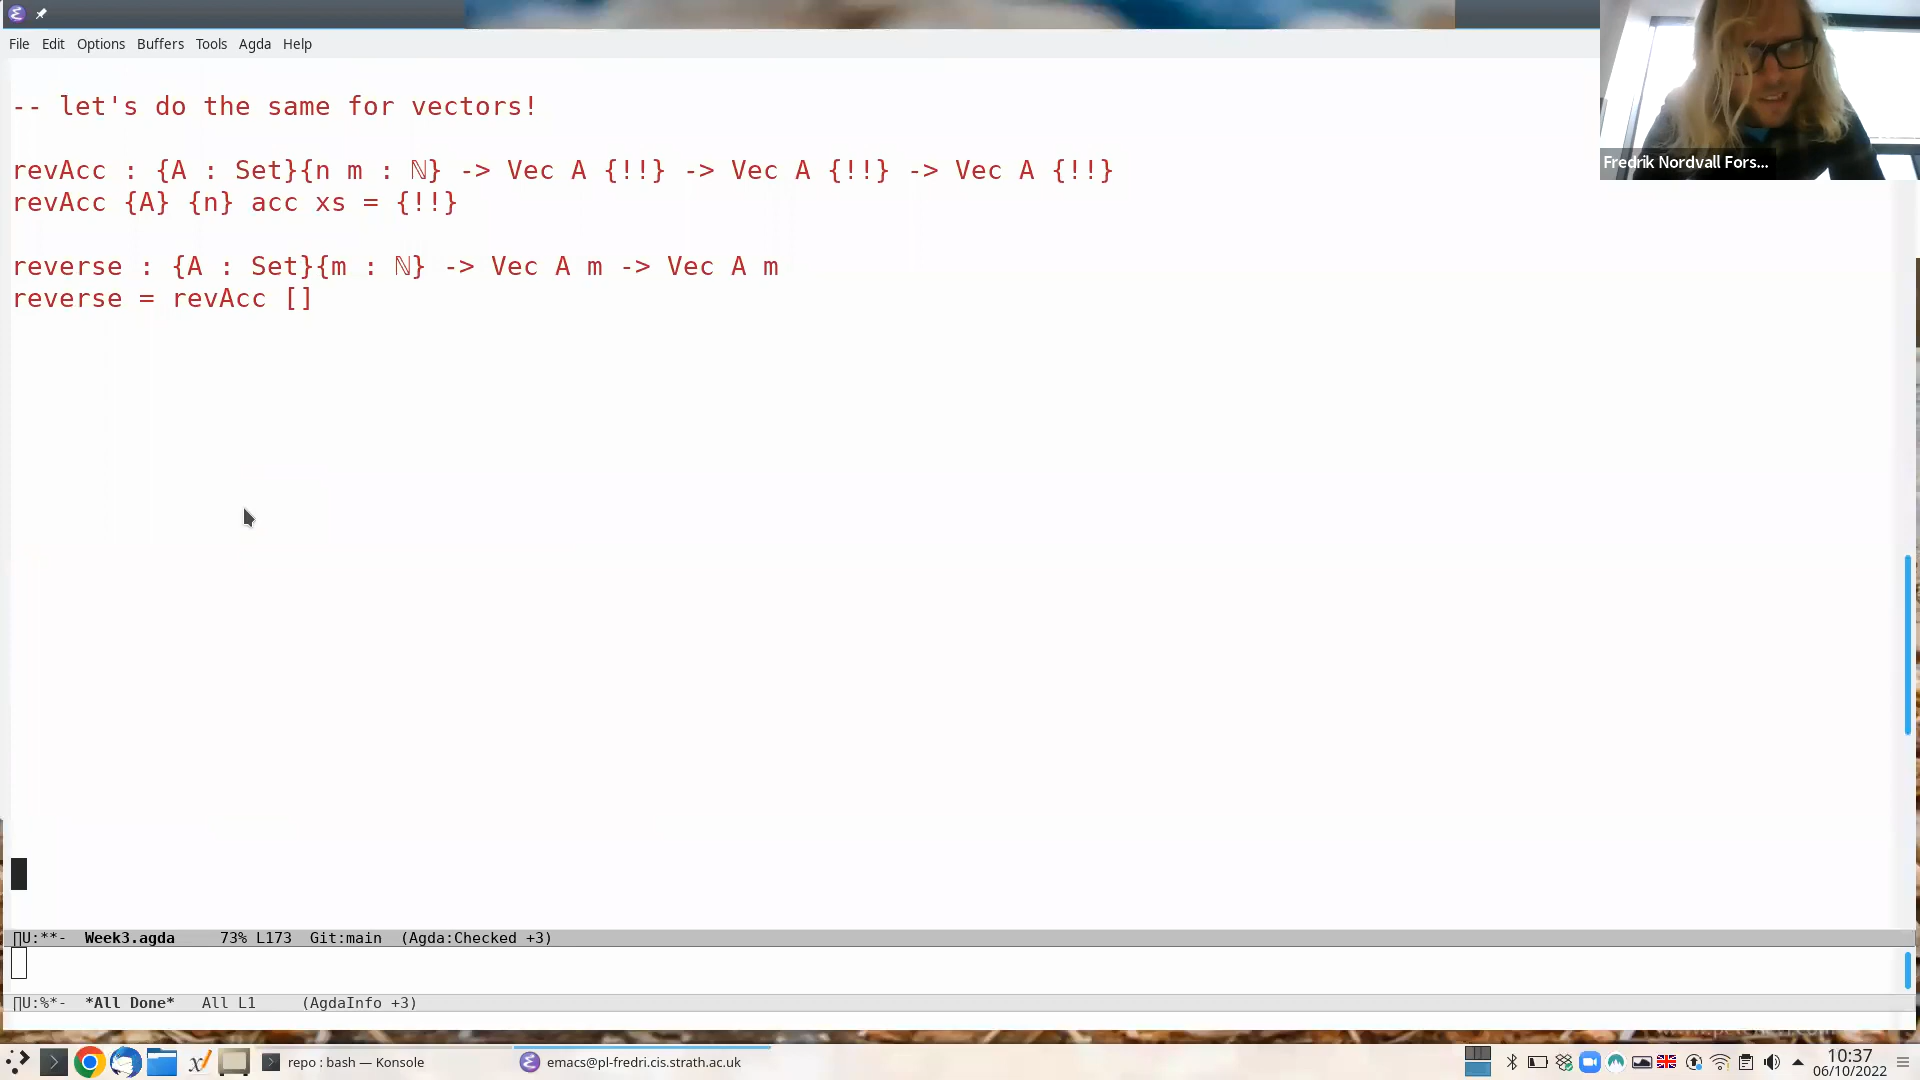 File Edit Options Buffers Tools Agda Help
-- let's do the same for vectors!
revAcc : {A : Set}{n m : ℕ} -> Vec A {!!} -> Vec A {!!} -> Vec A {!!}
revAcc {A} {n} acc xs = {!!}
reverse : {A : Set}{m : ℕ} -> Vec A m -> Vec A m
reverse = revAcc []
Fredrik Nordvall Fors...
U:**- Week3.agda 73% L173 Git:main (Agda:Checked +3)
U:%*- *All Done* All L1 (AgdaInfo +3)
repo : bash — Konsole
emacs@pl-fredri.cis.strath.ac.uk
10:37
06/10/2022